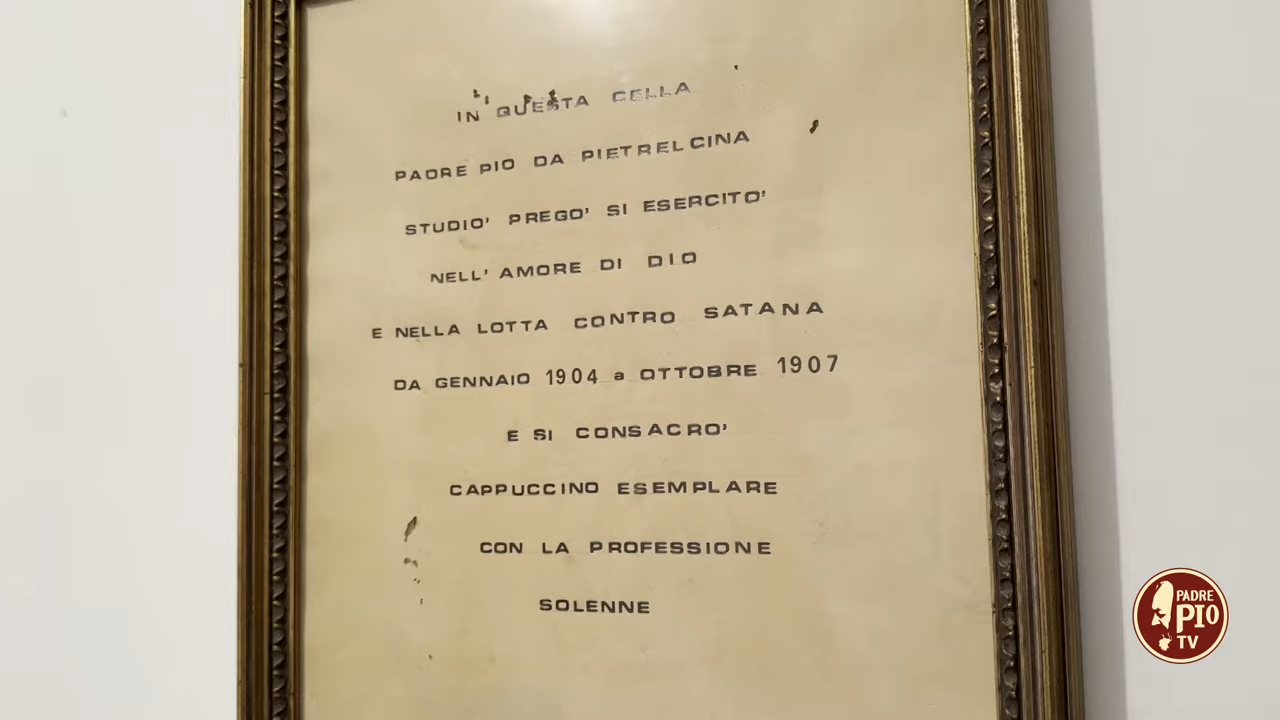 IN QUESTA CELLA
PADRE PIO DA PIETRELCINA
STUDIO' PREGO' SI ESERCITO'
NELL' AMORE DI DIO
E NELLA LOTTA CONTRO SATANA
DA GENNAIO 1904 a OTTOBRE 1907
E SI CONSACRO'
CAPPUCCINO ESEMPLARE
CON LA PROFESSIONE
SOLENNE
PADRE
PIO
TV